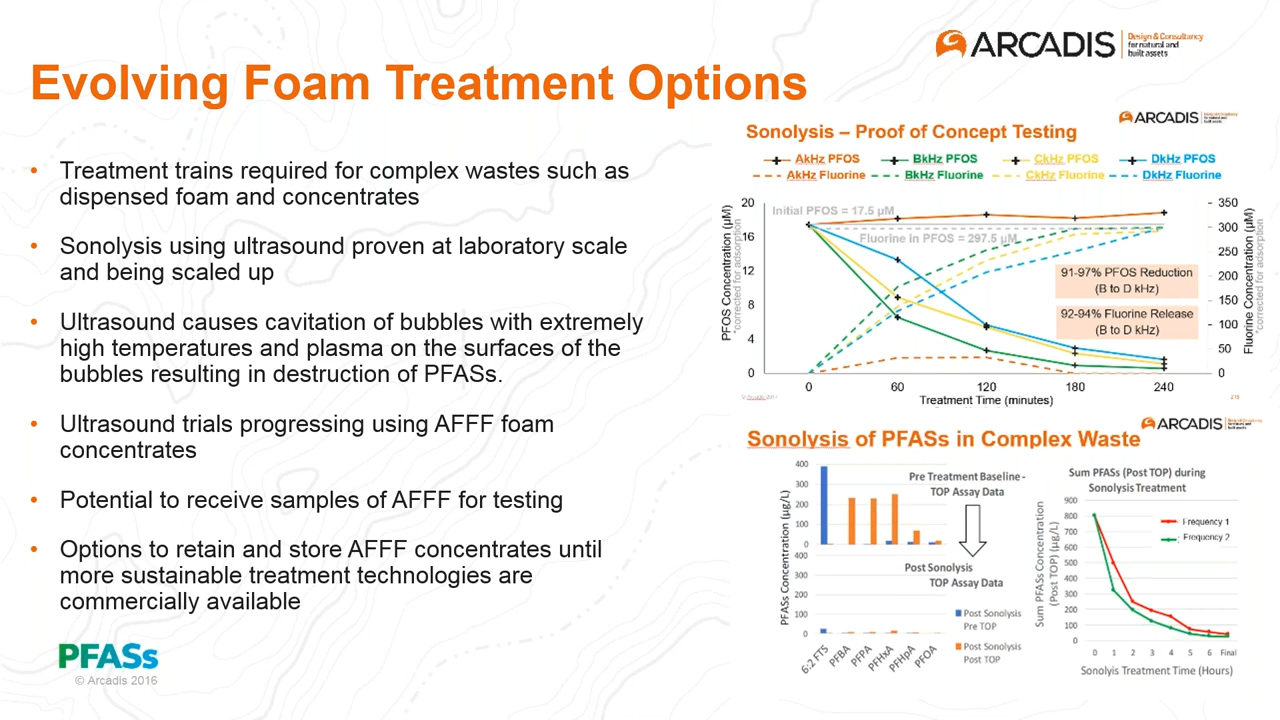 ARCADIS
Design & Consultancy
for natural and
built assets
Evolving Foam Treatment Options
• Treatment trains required for complex wastes such as
dispensed foam and concentrates
• Sonolysis using ultrasound proven at laboratory scale
and being scaled up
• Ultrasound causes cavitation of bubbles with extremely
high temperatures and plasma on the surfaces of the
bubbles resulting in destruction of PFASs.
• Ultrasound trials progressing using AFFF foam
concentrates
• Potential to receive samples of AFFF for testing
• Options to retain and store AFFF concentrates until
more sustainable treatment technologies are
commercially available
PFASs
© Arcadis 2016
ARCADIS
Sonolysis – Proof of Concept Testing
AkHz PFOS BkHz PFOS CkHz PFOS DkHz PFOS
AkHz Fluorine BkHz Fluorine CkHz Fluorine DkHz Fluorine
PFOS Concentration (µM)
*corrected for adsorption
20
16
12
8
4
0
Initial PFOS = 17.5 µM
Fluorine in PFOS = 297.5 µM
91-97% PFOS Reduction
(B to D kHz)
92-94% Fluorine Release
(B to D kHz)
350
300
250
200
150
100
50
0
Fluorine Concentration (µM)
*corrected for adsorption
0 60 120 180 240
Treatment Time (minutes)
ARCADIS
Sonolysis of PFASs in Complex Waste
PFASs Concentration (µg/L)
400
300
200
100
0
Pre Treatment Baseline -
TOP Assay Data
400
300
200
100
0
Post Sonolysis
TOP Assay Data
Post Sonolysis
Pre TOP
Post Sonolysis
Post TOP
6:2 FTS PFBA PFPA PFHxA PFHpA PFOA
Sum PFASs (Post TOP) during
Sonolysis Treatment
Sum PFASs Concentration
(Post TOP) (µg/L)
900
800
700
600
500
400
300
200
100
0
Frequency 1
Frequency 2
0 1 2 3 4 5 6 Final
Sonolyis Treatment Time (Hours)